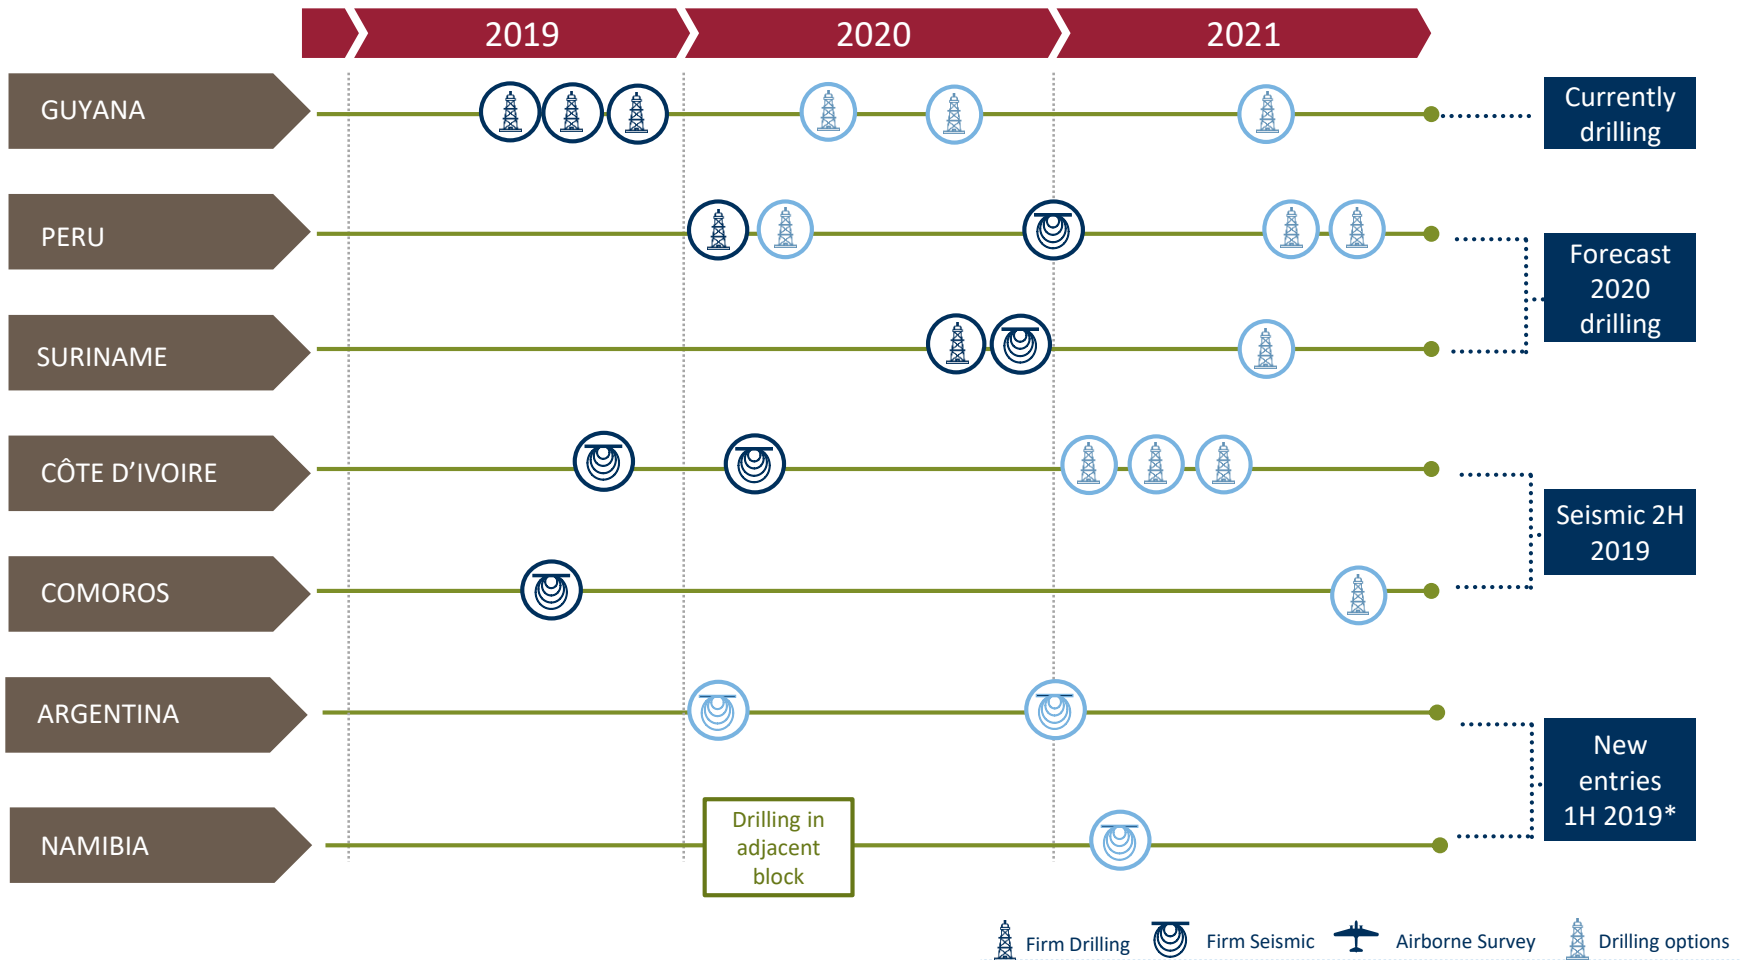 2019
2020
2021
GUYANA
Currently
drilling
PERU
Forecast
2020
drilling
SURINAME
CÔTE D’IVOIRE
Seismic 2H
2019
COMOROS
ARGENTINA
New
entries
1H 2019*
NAMIBIA
Drilling in
adjacent
block
Firm Drilling
Firm Seismic
Airborne Survey
Drilling options